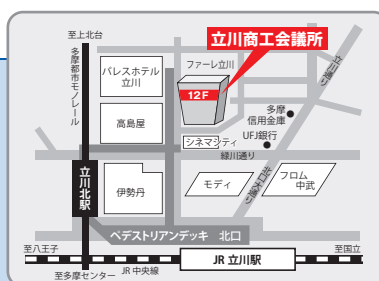 至上北台
多摩都市モノレール
パレスホテル
立川
ファーレ立川
立川商工会議所
12F
立川通り
高島屋
シネマシティ
多摩
信用金庫
UFJ銀行
緑川通り
立川北駅
伊勢丹
モディ
北口大通り
フロム
中武
ペデストリアンデッキ 北口
至八王子
JR 立川駅
至国立
至多摩センター
JR 中央線